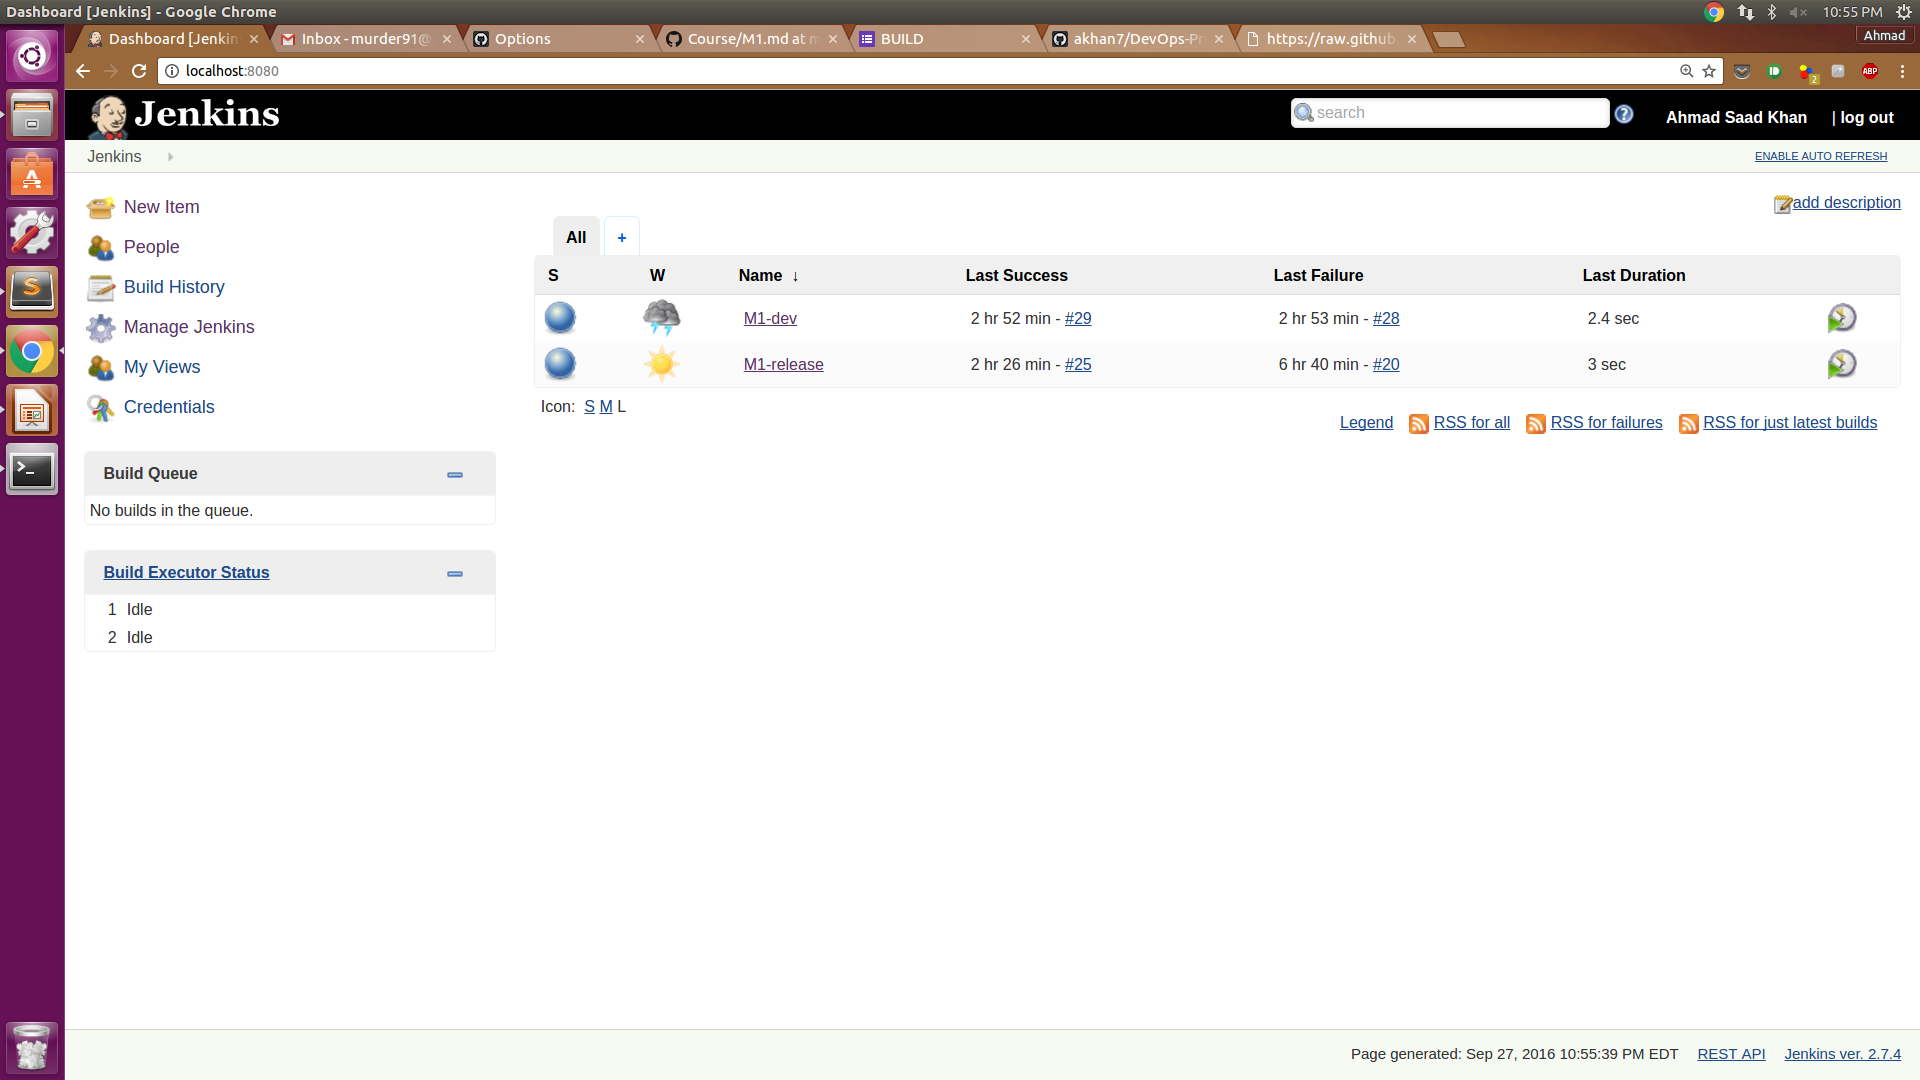 Dashboard [Jenkins] - Google Chrome
10:55 PM
Dashboard [Jenkin
Inbox - murder91@
Options
Course/M1.md at m
BUILD
akhan7/DevOps-Pr
https://raw.github
Ahmad
localhost:8080
2
ABP
Jenkins
search
?
Ahmad Saad Khan
| log out
Jenkins
ENABLE AUTO REFRESH
New Item
People
Build History
Manage Jenkins
My Views
Credentials
add description
All
+
S W Name ↓ Last Success Last Failure Last Duration
M1-dev 2 hr 52 min - #29 2 hr 53 min - #28 2.4 sec
M1-release 2 hr 26 min - #25 6 hr 40 min - #20 3 sec
Icon: S M L
Legend RSS for all RSS for failures RSS for just latest builds
Build Queue
No builds in the queue.
Build Executor Status
1 Idle
2 Idle
Page generated: Sep 27, 2016 10:55:39 PM EDT REST API Jenkins ver. 2.7.4